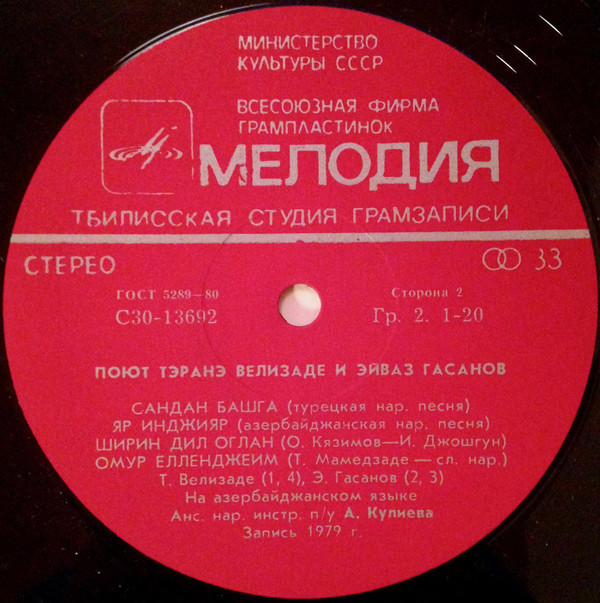 МИНИСТЕРСТВО
КУЛЬТУРЫ СССР
ВСЕСОЮЗНАЯ ФИРМА
ГРАМПЛАСТИНОК
МЕЛОДИЯ
ТБИЛИССКАЯ СТУДИЯ ГРАМЗАПИСИ
СТЕРЕО
33
ГОСТ 5289—80
С30-13692
Сторона 2
Гр. 2. 1-20
ПОЮТ ТЭРАНЭ ВЕЛИЗАДЕ И ЭЙВАЗ ГАСАНОВ
САНДАН БАШГА (турецкая нар. песня)
ЯР ИНДЖИЯР (азербайджанская нар. песня)
ШИРИН ДИЛ ОГЛАН (О. Кязимов—И. Джошгун)
ОМУР ЕЛЛЕНДЖЕИМ (Т. Мамедзаде — сл. нар.)
Т. Велизаде (1, 4), Э. Гасанов (2, 3)
На азербайджанском языке
Анс. нар. инстр. п/у А. Кулиева
Запись 1979 г.